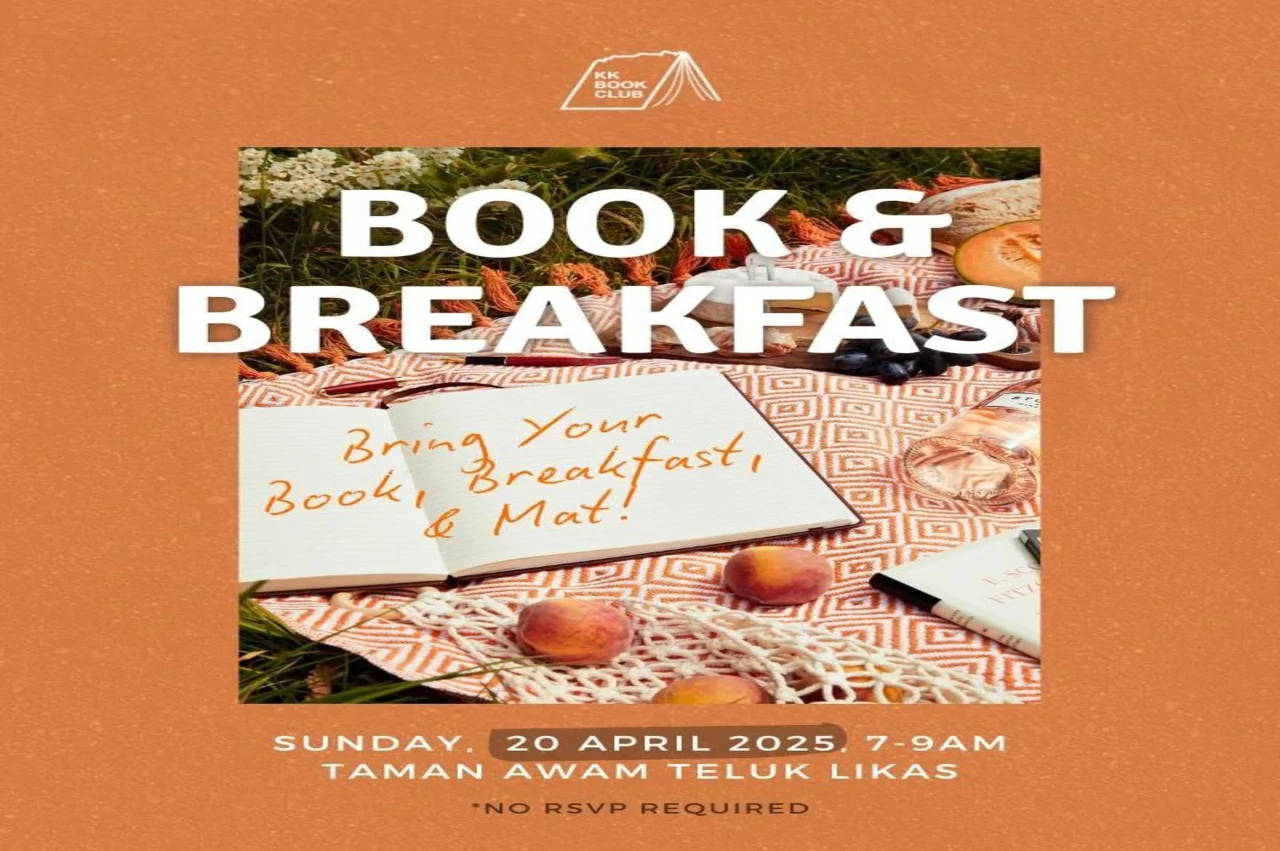 KK
BOOK
CLUB
BOOK &
BREAKFAST
Bring Your
Book, Breakfast,
& Mat!
SUNDAY, 20 APRIL 2025, 7-9AM
TAMAN AWAM TELUK LIKAS
*NO RSVP REQUIRED